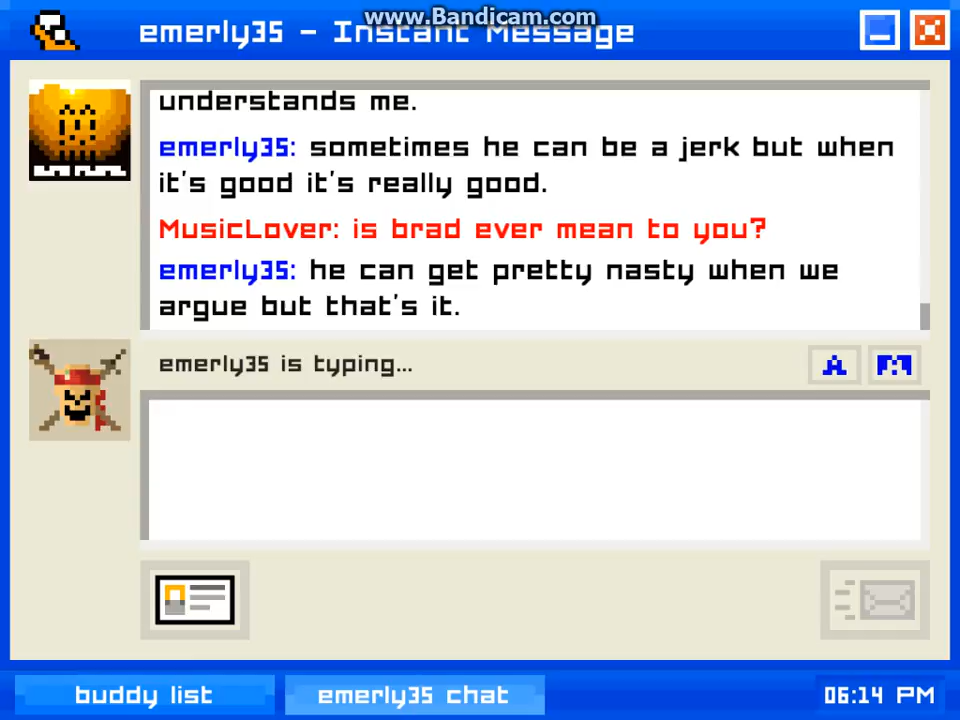 www.Bandicam.com
emerly35 - Instant Message
understands me.
emerly35: sometimes he can be a jerk but when
it's good it's really good.
MusicLover: is brad ever mean to you?
emerly35: he can get pretty nasty when we
argue but that's it.
emerly35 is typing...
A
buddy list
emerly35 chat
06:14 PM